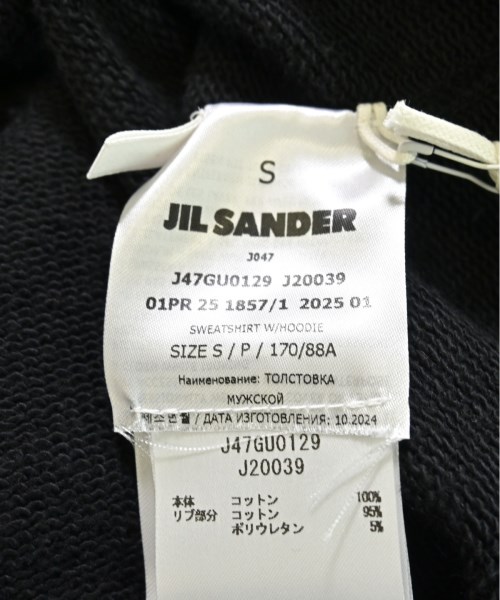 S
JIL SANDER
J047
J47GU0129 J20039
01PR 25 1857/1 2025 01
SWEATSHIRT W/HOODIE
SIZE S / P / 170/88A
Наименование: ТОЛСТОВКА
МУЖСКОЙ
/ ДАТА ИЗГОТОВЛЕНИЯ: 10.2024
J47GU0129
J20039
本体 コットン 100%
リブ部分 コットン 95%
ポリウレタン 5%